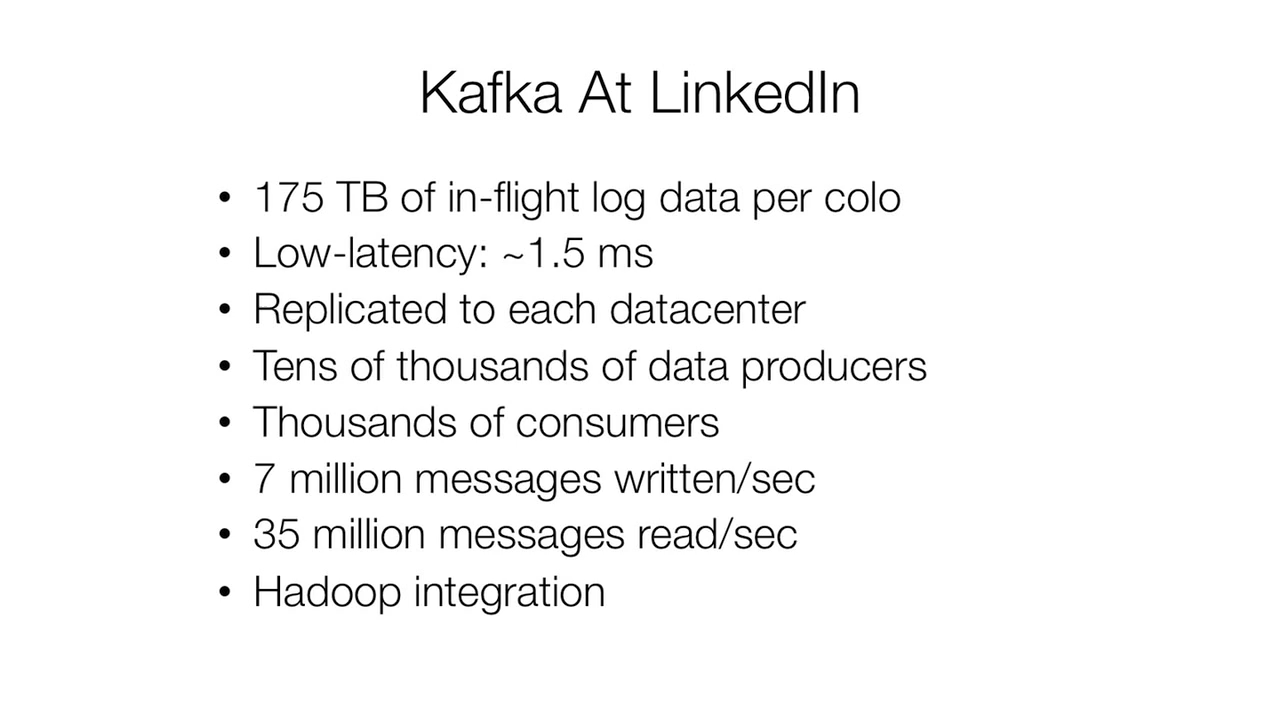 Kafka At LinkedIn
• 175 TB of in-flight log data per colo
• Low-latency: ~1.5 ms
• Replicated to each datacenter
• Tens of thousands of data producers
• Thousands of consumers
• 7 million messages written/sec
• 35 million messages read/sec
• Hadoop integration